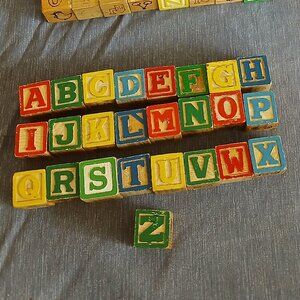 ABCDEFGH
IJKLMNOP
QRSTUVWX
Z